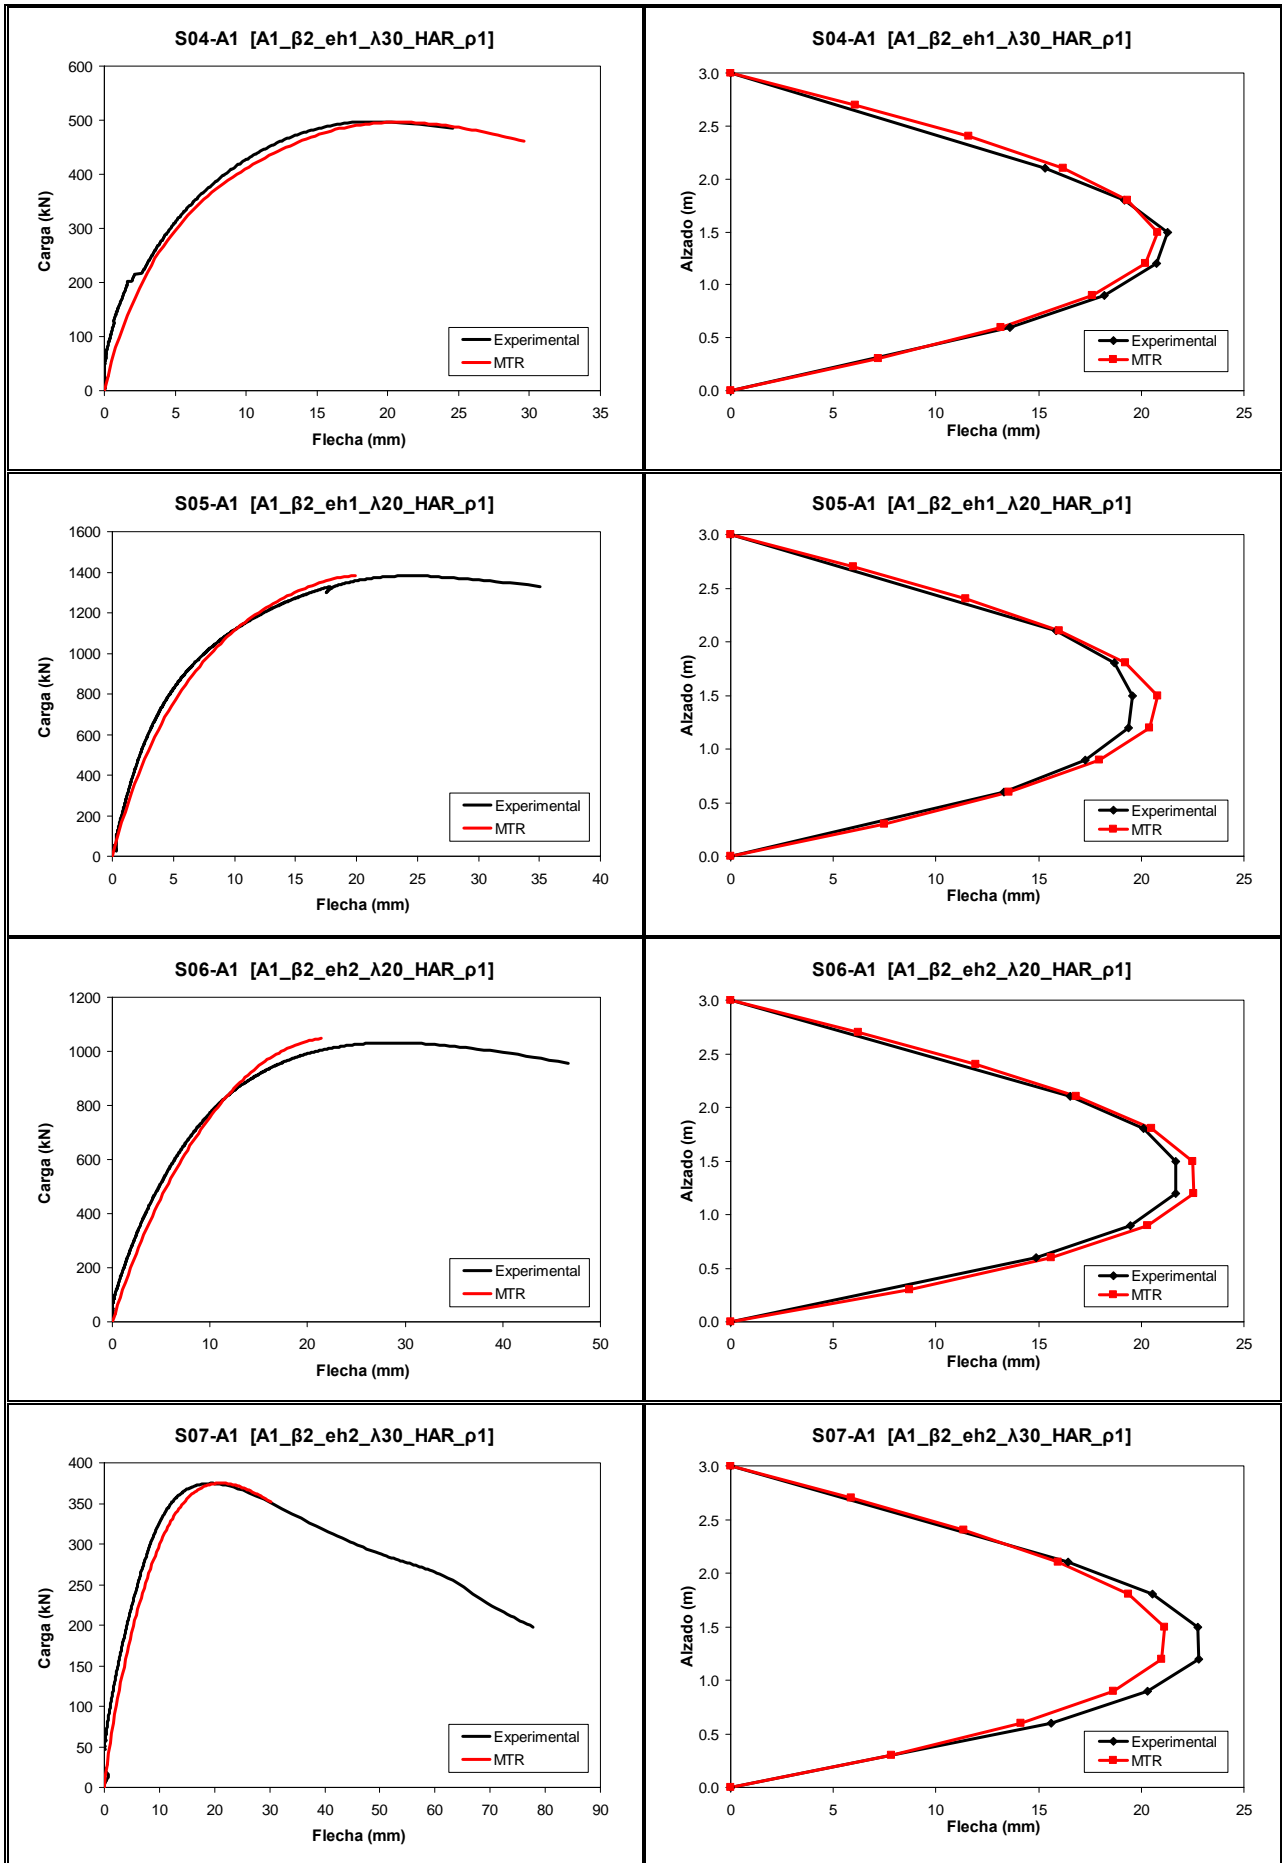 S04-A1 [A1_β2_eh1_λ30_HAR_ρ1]
600
500
400
300
200
100
0
Carga (kN)
0 5 10 15 20 25 30 35
Flecha (mm)
Experimental
MTR
S04-A1 [A1_β2_eh1_λ30_HAR_ρ1]
3.0
2.5
2.0
1.5
1.0
0.5
0.0
Alzado (m)
0 5 10 15 20 25
Flecha (mm)
Experimental
MTR
S05-A1 [A1_β2_eh1_λ20_HAR_ρ1]
1600
1400
1200
1000
800
600
400
200
0
Carga (kN)
0 5 10 15 20 25 30 35 40
Flecha (mm)
Experimental
MTR
S05-A1 [A1_β2_eh1_λ20_HAR_ρ1]
3.0
2.5
2.0
1.5
1.0
0.5
0.0
Alzado (m)
0 5 10 15 20 25
Flecha (mm)
Experimental
MTR
S06-A1 [A1_β2_eh2_λ20_HAR_ρ1]
1200
1000
800
600
400
200
0
Carga (kN)
0 10 20 30 40 50
Flecha (mm)
Experimental
MTR
S06-A1 [A1_β2_eh2_λ20_HAR_ρ1]
3.0
2.5
2.0
1.5
1.0
0.5
0.0
Alzado (m)
0 5 10 15 20 25
Flecha (mm)
Experimental
MTR
S07-A1 [A1_β2_eh2_λ30_HAR_ρ1]
400
350
300
250
200
150
100
50
0
Carga (kN)
0 10 20 30 40 50 60 70 80 90
Flecha (mm)
Experimental
MTR
S07-A1 [A1_β2_eh2_λ30_HAR_ρ1]
3.0
2.5
2.0
1.5
1.0
0.5
0.0
Alzado (m)
0 5 10 15 20 25
Flecha (mm)
Experimental
MTR